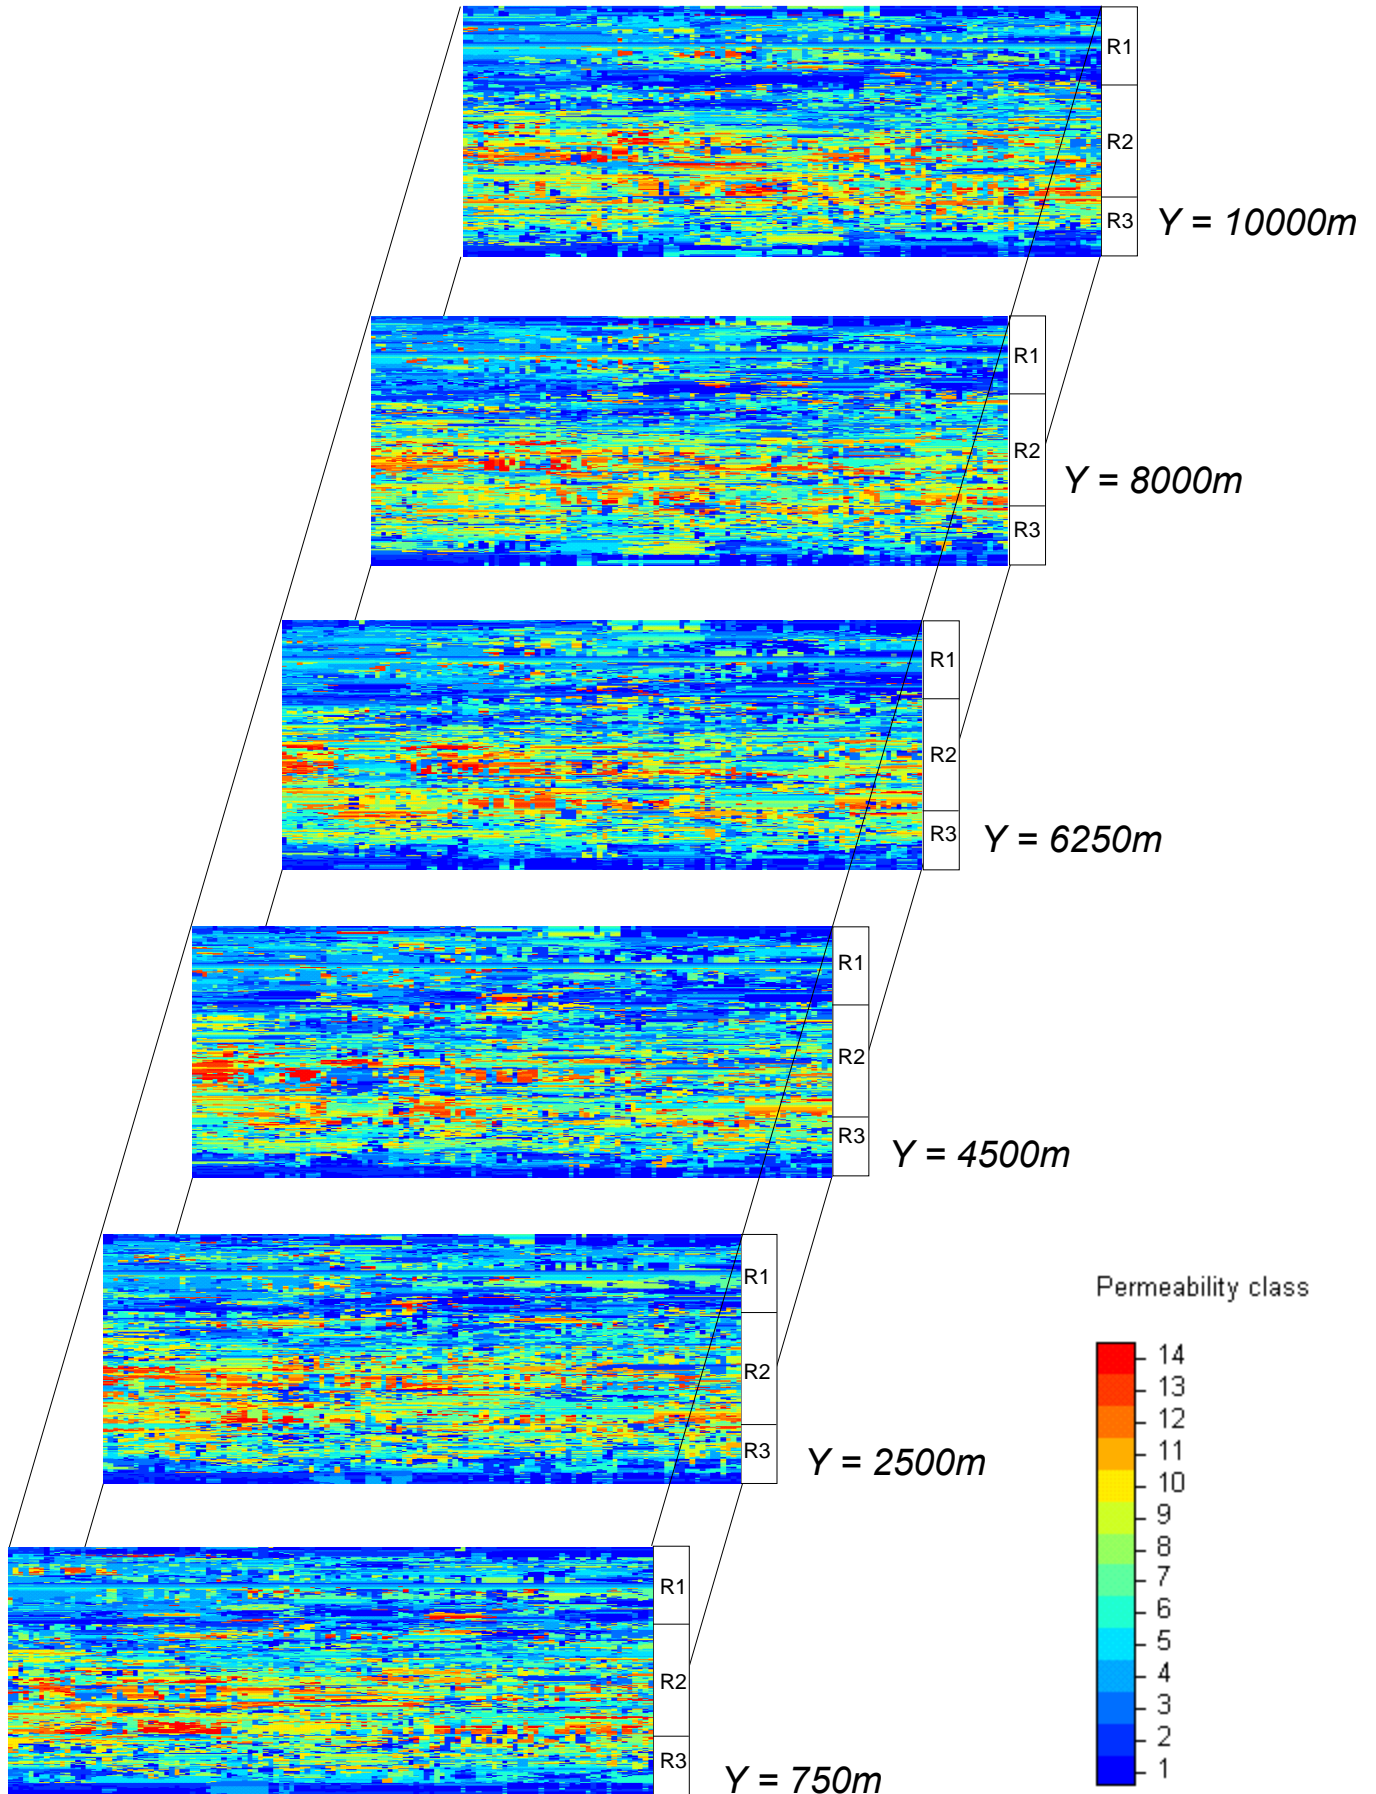 R1
R2
R3
Y = 10000m
R1
R2
R3
Y = 8000m
R1
R2
R3
Y = 6250m
R1
R2
R3
Y = 4500m
R1
R2
R3
Y = 2500m
Permeability class
14
13
12
11
10
9
8
7
6
5
4
3
2
1
R1
R2
R3
Y = 750m